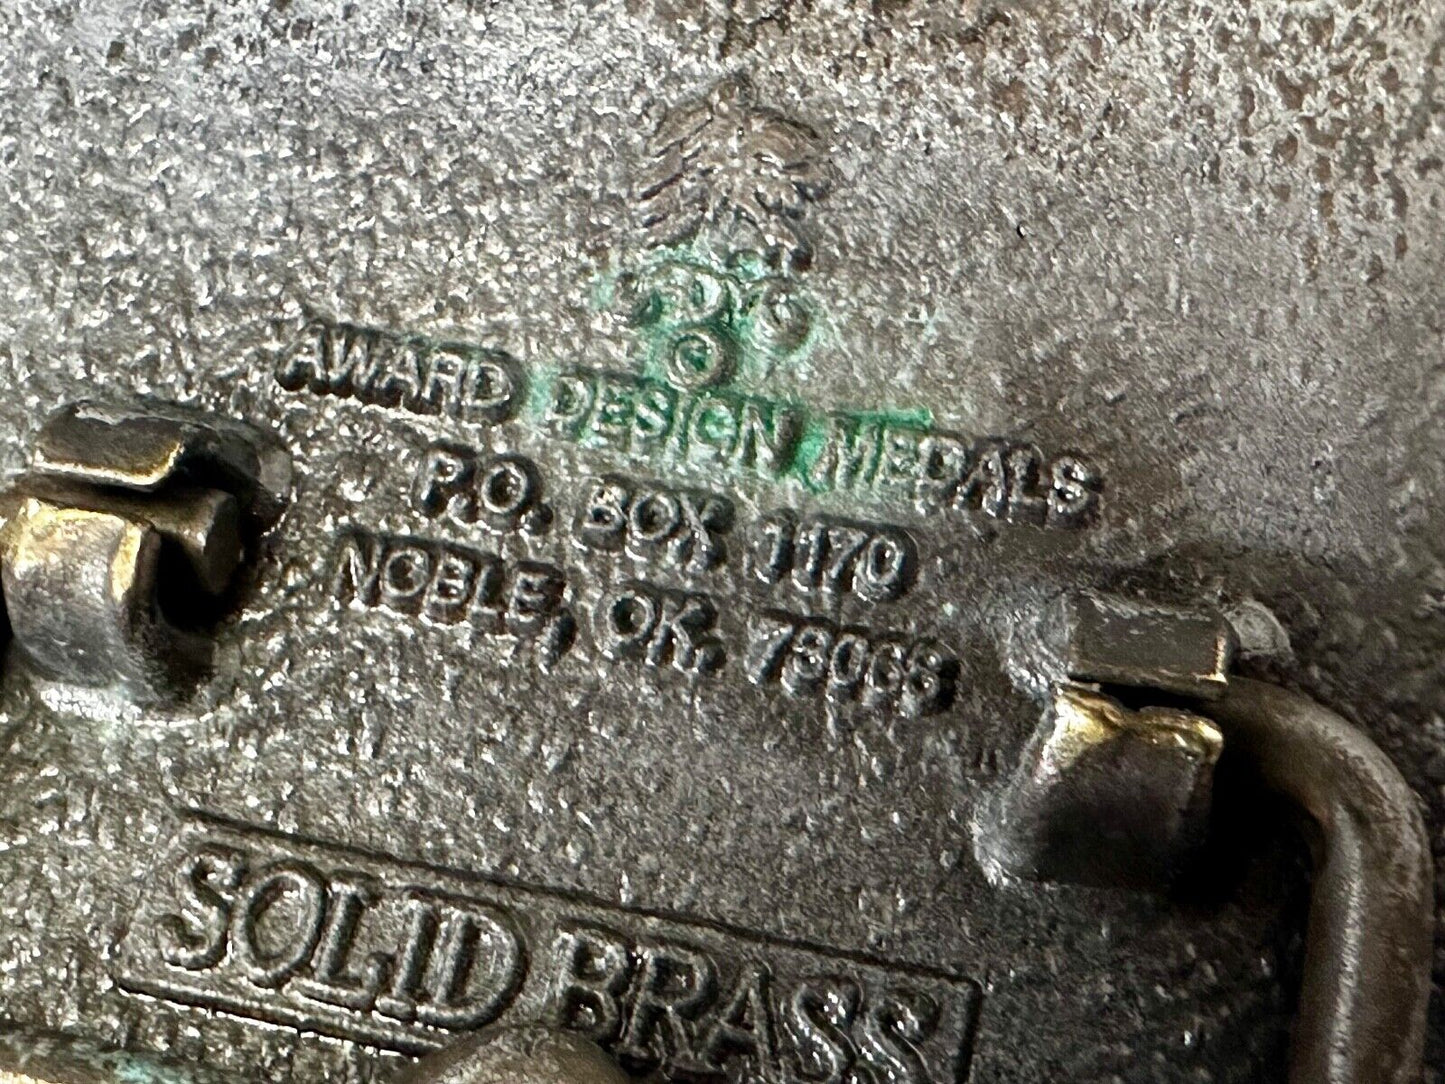 ©
AWARD DESIGN MEDALS
P.O. BOX 1170
NOBLE, OK. 73068
SOLID BRASS